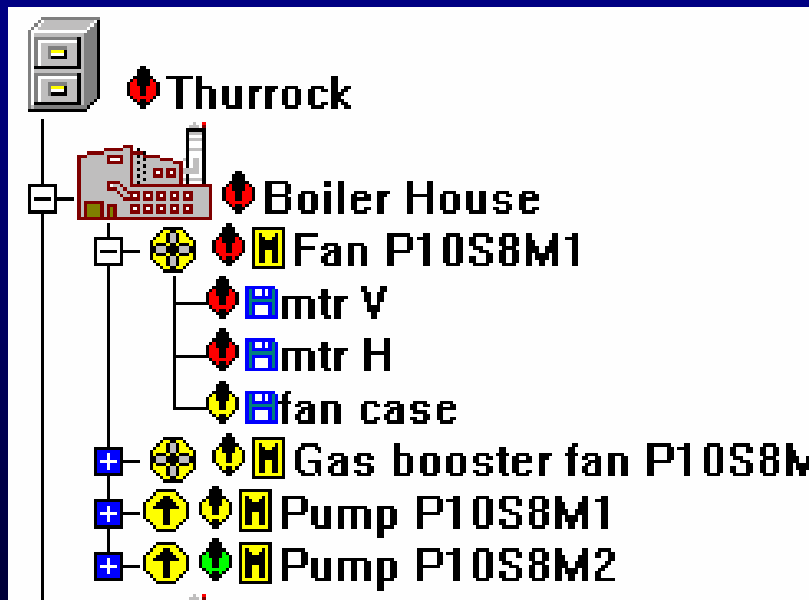 Thurrock
Boiler House
M Fan P10S8M1
mtr V
mtr H
fan case
M Gas booster fan P10S8M
M Pump P10S8M1
M Pump P10S8M2